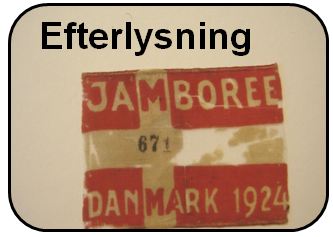 Efterlysning
JAMBOREE
671
DANMARK 1924